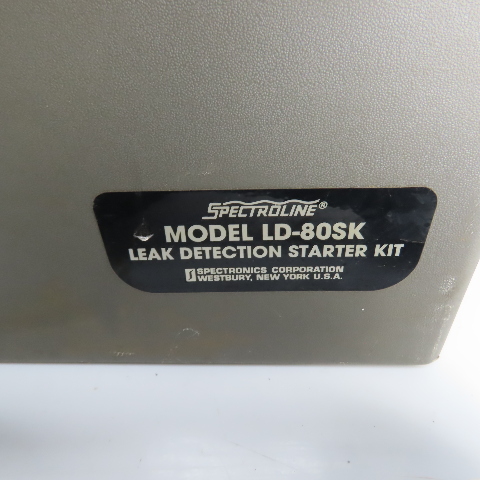 SPECTROLINE®
MODEL LD-80SK
LEAK DETECTION STARTER KIT
SPECTRONICS CORPORATION
WESTBURY, NEW YORK U.S.A.